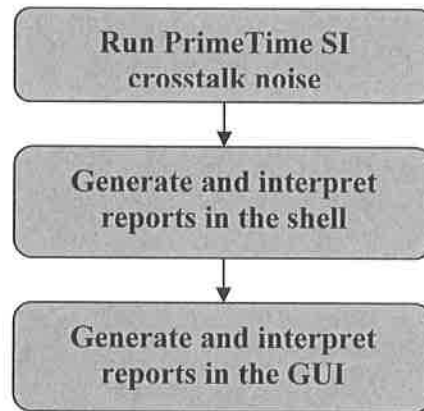 Run PrimeTime SI
crosstalk noise
Generate and interpret
reports in the shell
Generate and interpret
reports in the GUI